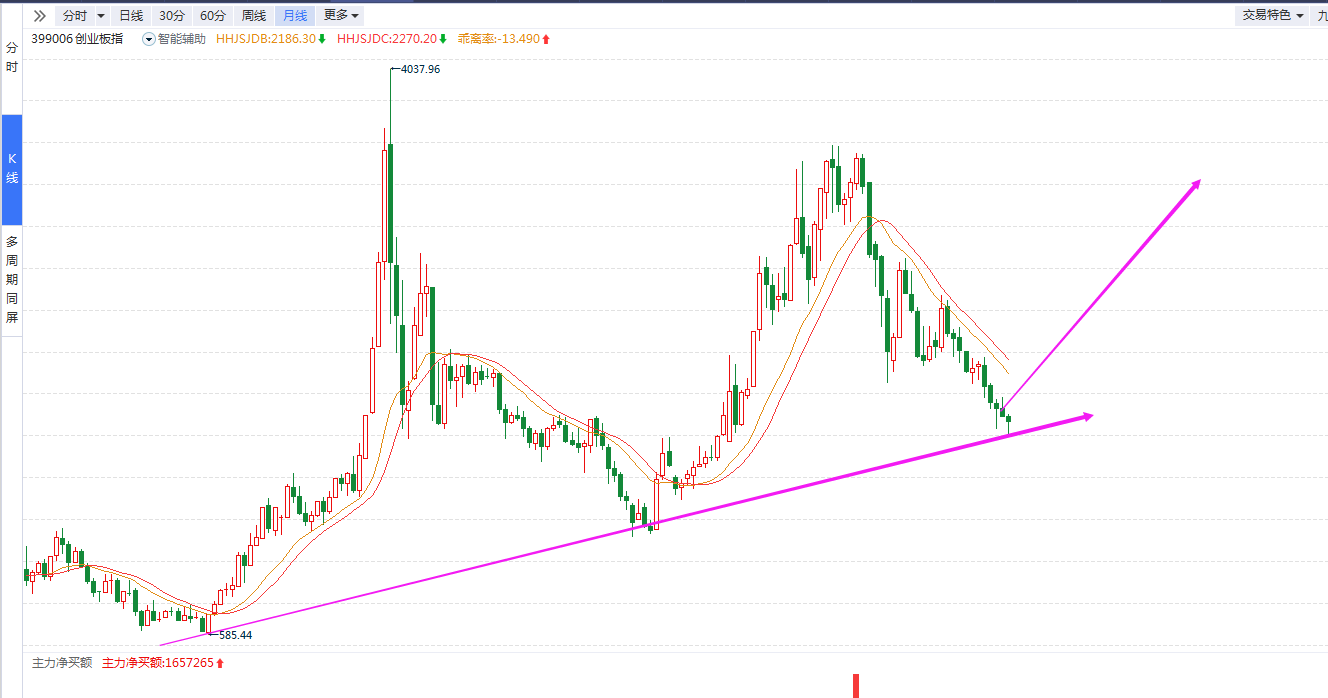 分时 日线 30分 60分 周线 月线 更多 交易特色 九
399006 创业板指 智能辅助 HHJSJDB:2186.30 HHJSJDC:2270.20 乖离率:-13.490
分时
K线
多周期同屏
4037.96
585.44
主力净买额 主力净买额:1657265